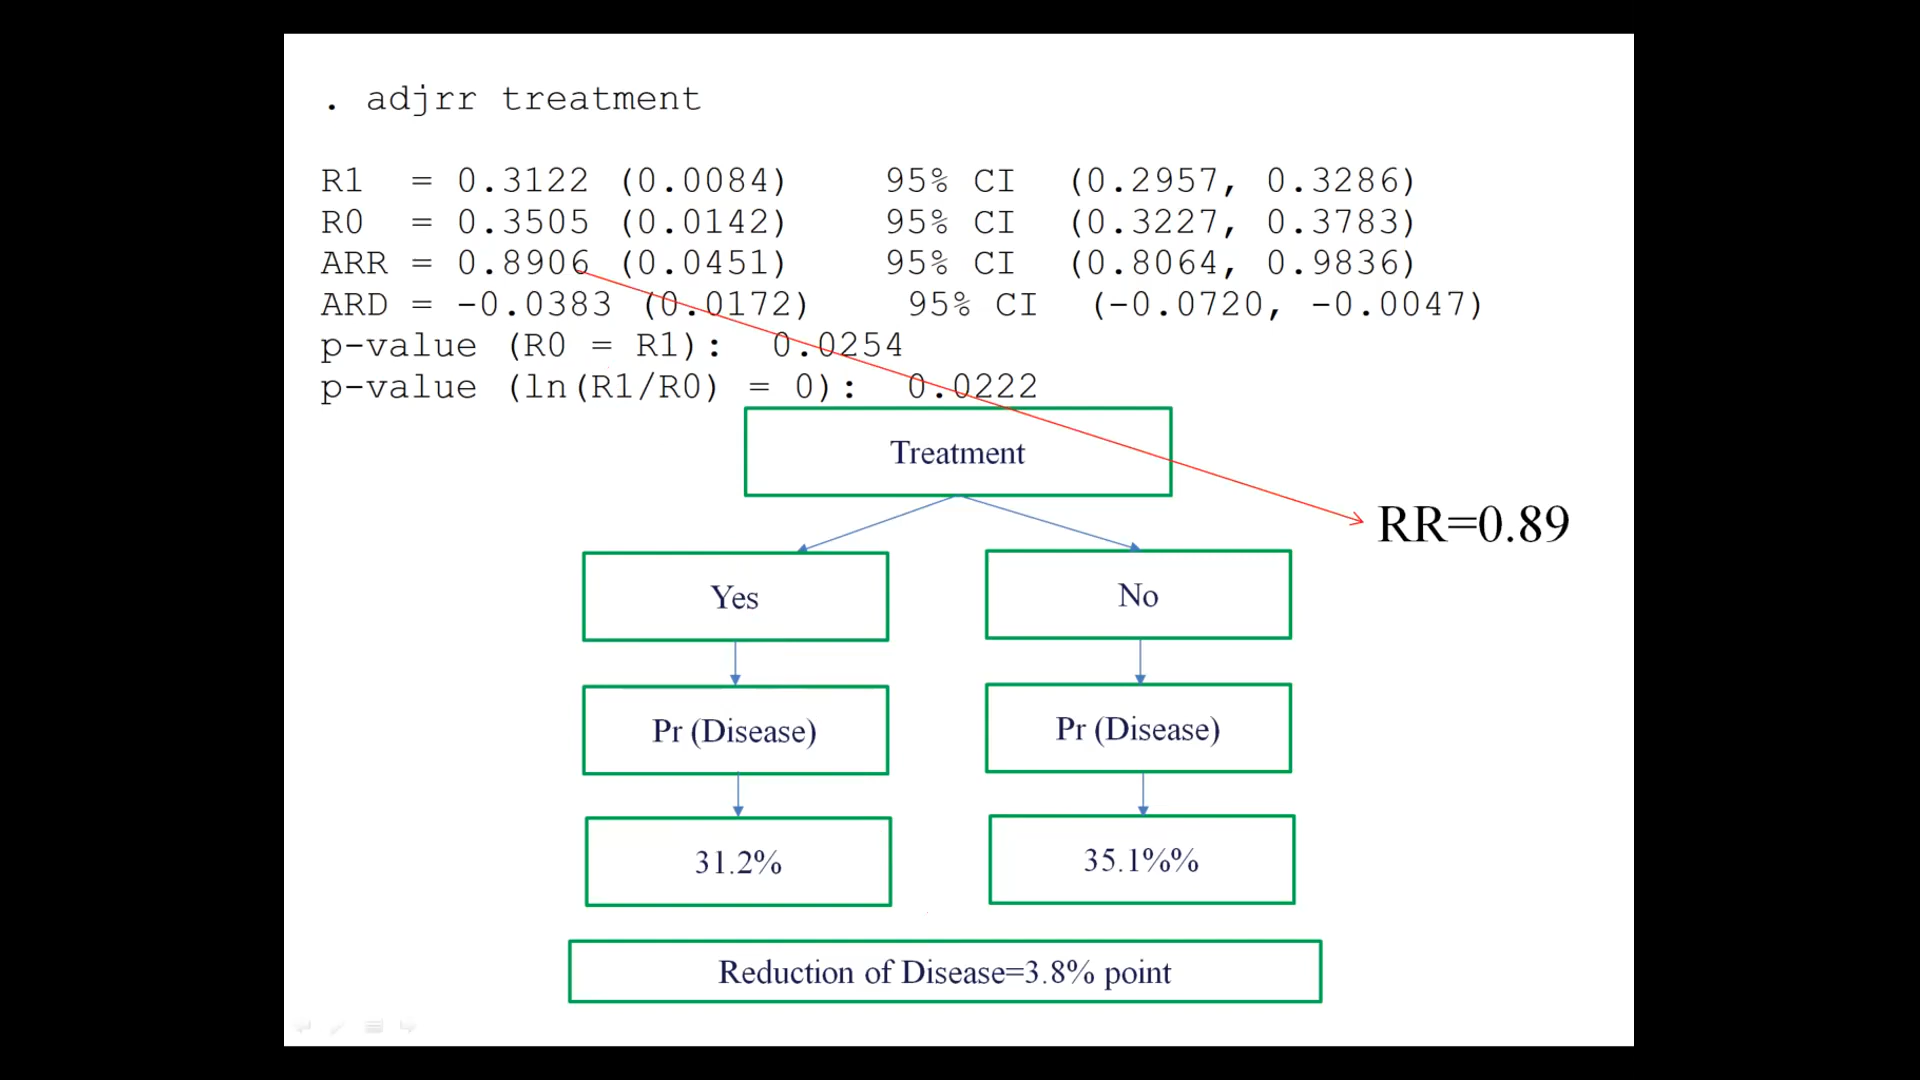 . adjrr treatment
R1 = 0.3122 (0.0084) 95% CI (0.2957, 0.3286)
R0 = 0.3505 (0.0142) 95% CI (0.3227, 0.3783)
ARR = 0.8906 (0.0451) 95% CI (0.8064, 0.9836)
ARD = -0.0383 (0.0172) 95% CI (-0.0720, -0.0047)
p-value (R0 = R1): 0.0254
p-value (ln(R1/R0) = 0): 0.0222
Treatment
RR=0.89
Yes No
Pr (Disease) Pr (Disease)
31.2% 35.1%%
Reduction of Disease=3.8% point